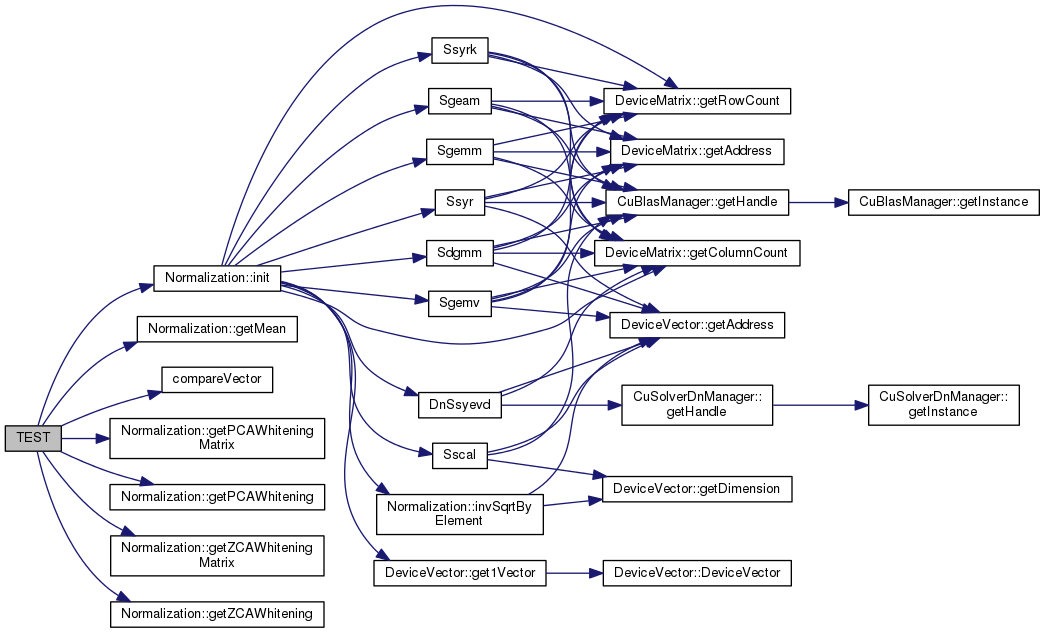 Ssyrk
Sgeam
DeviceMatrix::getRowCount
Sgemm
DeviceMatrix::getAddress
Ssyr
CuBlasManager::getHandle
CuBlasManager::getInstance
Sdgmm
DeviceMatrix::getColumnCount
Normalization::init
Sgemv
Normalization::getMean
DeviceVector::getAddress
compareVector
DnSsyevd
CuSolverDnManager::
getHandle
CuSolverDnManager::
getInstance
TEST
Normalization::getPCAWhitening
Matrix
Sscal
Normalization::getPCAWhitening
DeviceVector::getDimension
Normalization::invSqrtBy
Element
Normalization::getZCAWhitening
Matrix
DeviceVector::get1Vector
DeviceVector::DeviceVector
Normalization::getZCAWhitening